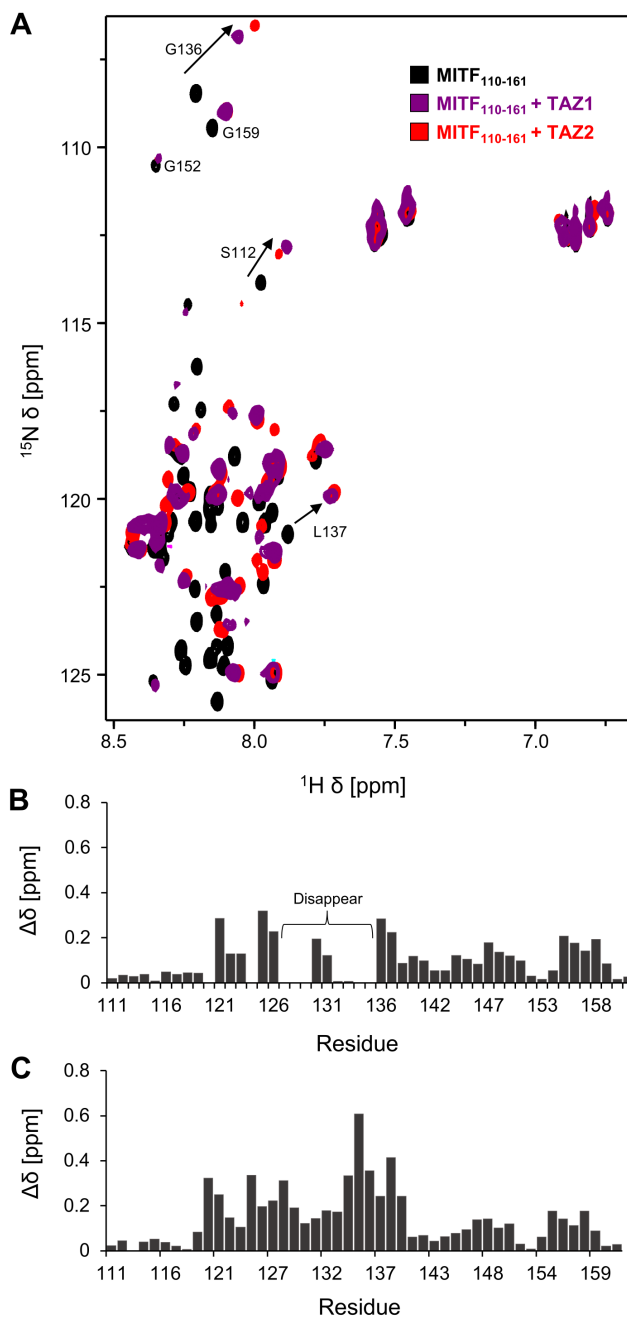 A
G136
G159
G152
S112
L137
MITF110-161
MITF110-161 + TAZ1
MITF110-161 + TAZ2
110
115
120
125
15N δ [ppm]
8.5 8.0 7.5 7.0
1H δ [ppm]
B
0.8
0.6
0.4
0.2
0
Δδ [ppm]
Disappear
111 116 121 126 131 136 142 147 153 158
Residue
C
0.8
0.6
0.4
0.2
0
Δδ [ppm]
111 115 121 127 132 137 143 148 154 159
Residue